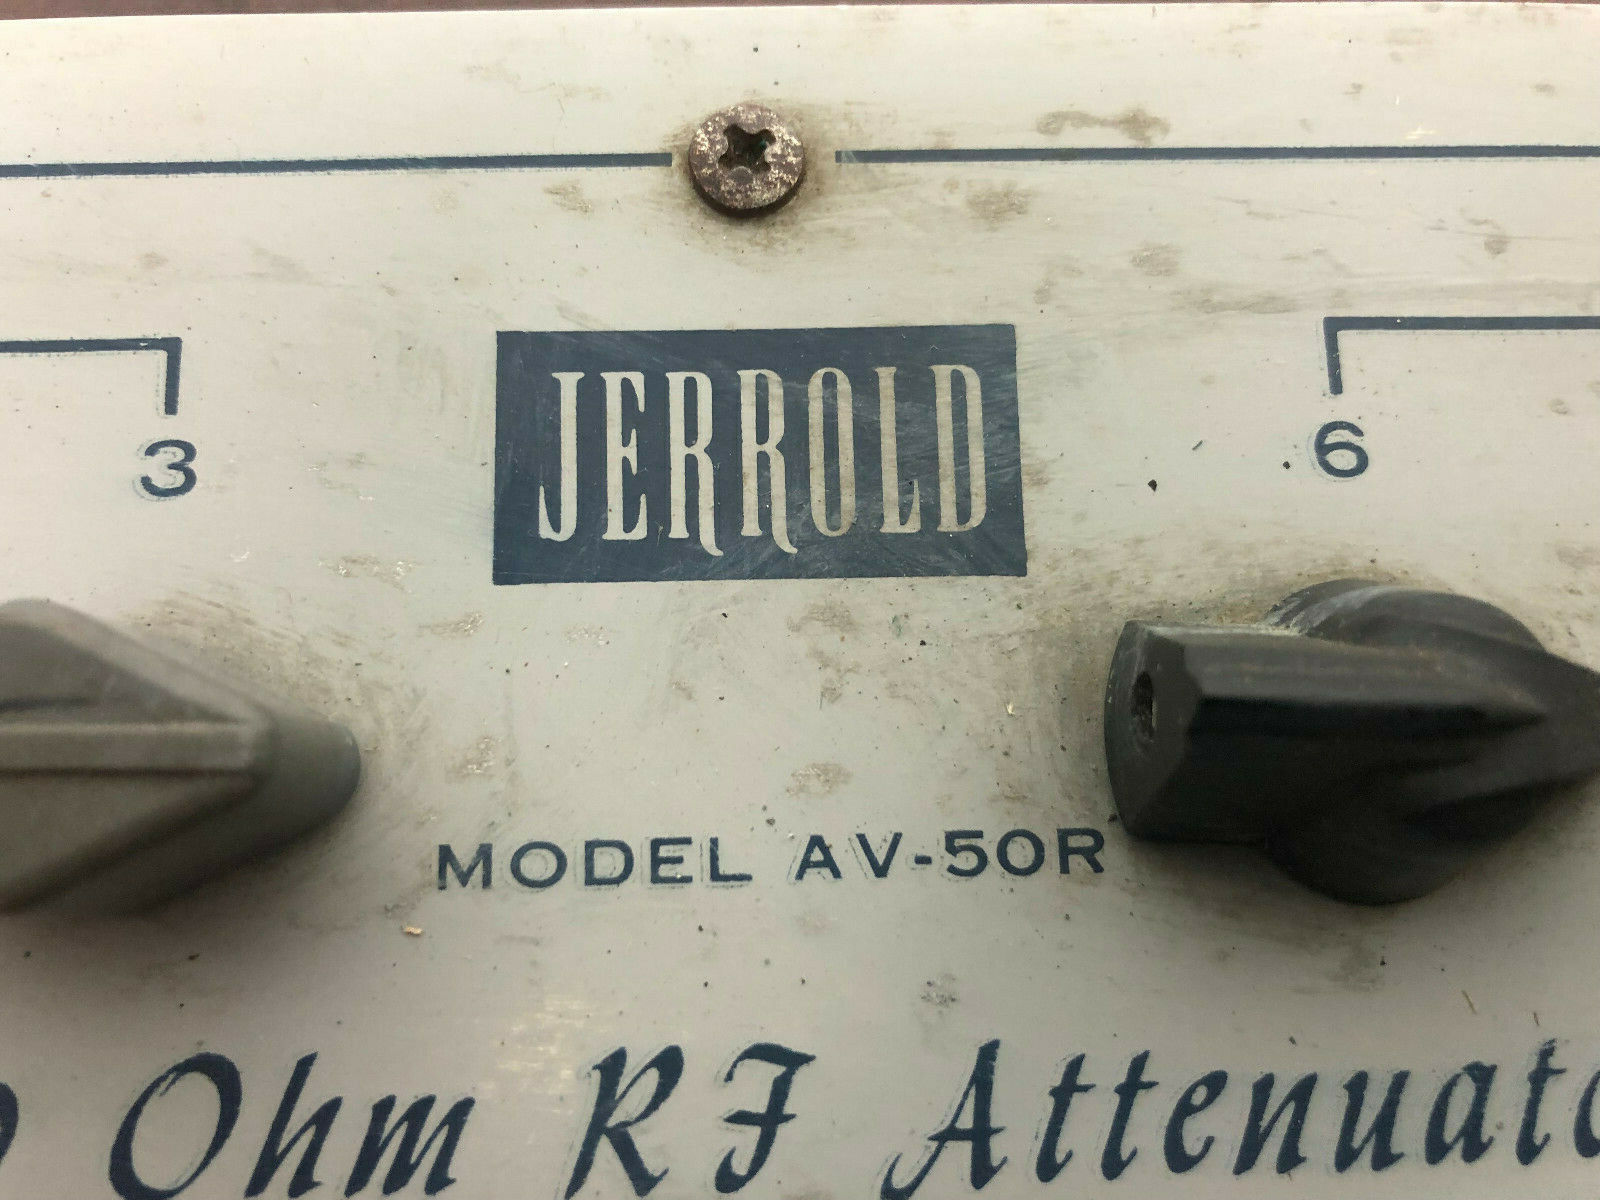 JERROLD
3
6
MODEL AV-50R
Ohm RF